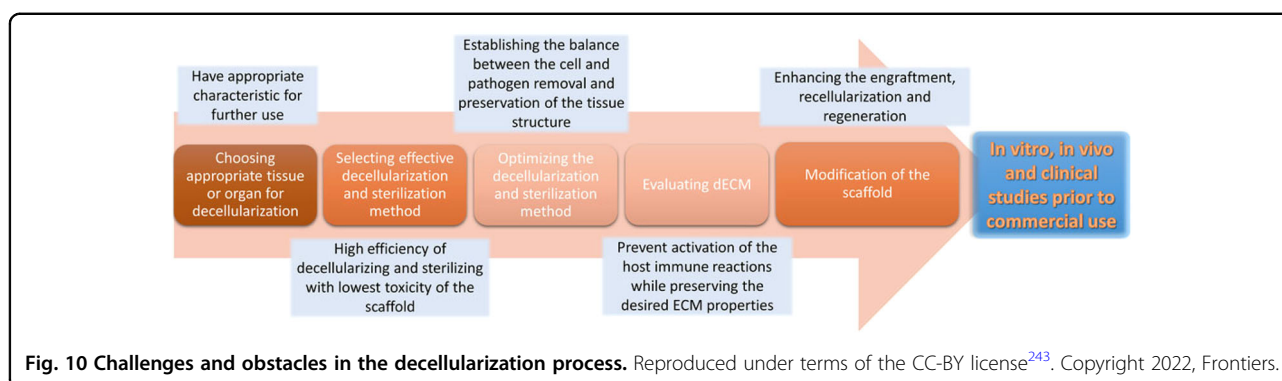 Have appropriate
characteristic for
further use
Establishing the balance
between the cell and
pathogen removal and
preservation of the tissue
structure
Enhancing the engraftment,
recellularization and
regeneration
Choosing
appropriate tissue
or organ for
decellularization
Selecting effective
decellularization
and sterilization
method
Optimizing the
decellularization
and sterilization
method
Evaluating dECM
Modification of the
scaffold
In vitro, in vivo
and clinical
studies prior to
commercial use
High efficiency of
decellularizing and sterilizing
with lowest toxicity of the
scaffold
Prevent activation of the
host immune reactions
while preserving the
desired ECM properties
Fig. 10 Challenges and obstacles in the decellularization process. Reproduced under terms of the CC-BY license243. Copyright 2022, Frontiers.